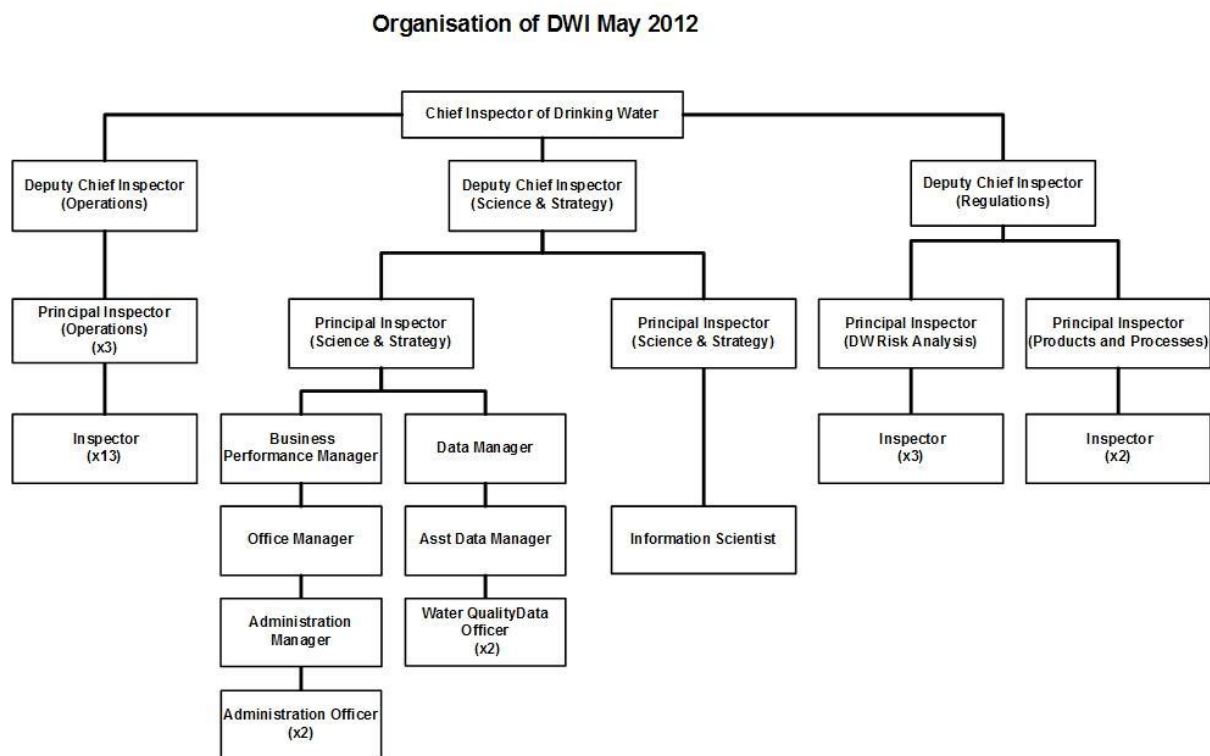 Organisation of DWI May 2012
Chief Inspector of Drinking Water
Deputy Chief Inspector
(Operations)
Deputy Chief Inspector
(Science & Strategy)
Deputy Chief Inspector
(Regulations)
Principal Inspector
(Operations)
(x3)
Principal Inspector
(Science & Strategy)
Principal Inspector
(Science & Strategy)
Principal Inspector
(DW Risk Analysis)
Principal Inspector
(Products and Processes)
Inspector
(x13)
Business
Performance Manager
Data Manager
Inspector
(x3)
Inspector
(x2)
Office Manager
Asst Data Manager
Information Scientist
Administration
Manager
Water QualityData
Officer
(x2)
Administration Officer
(x2)